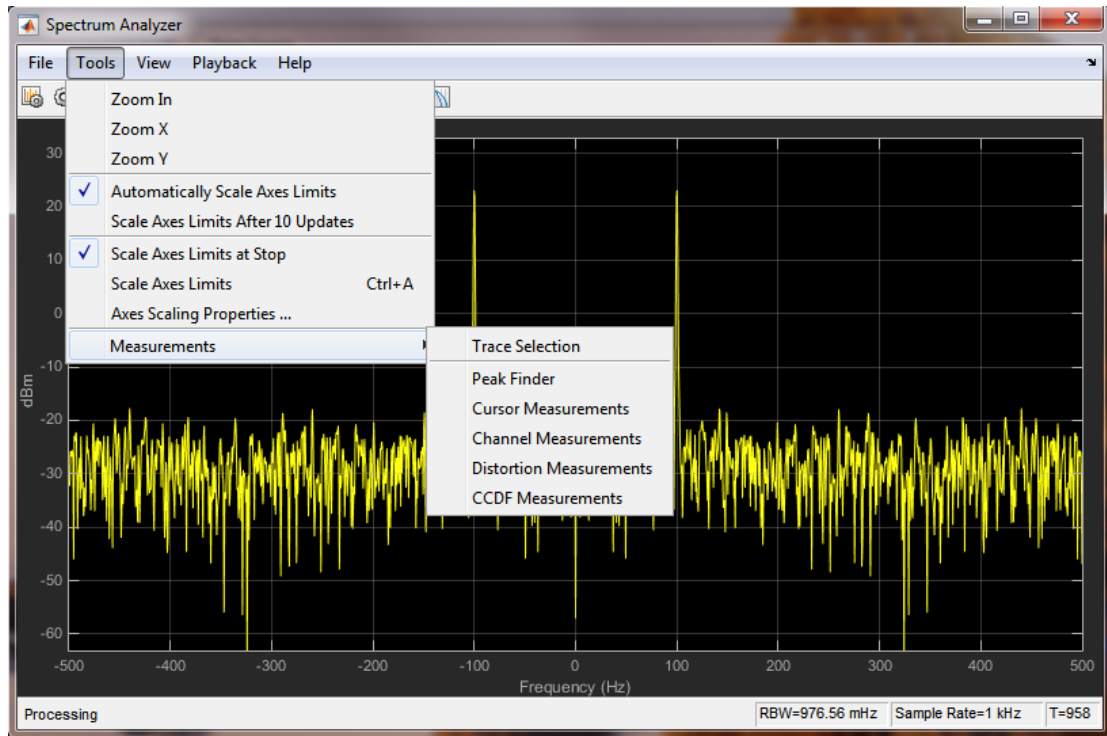 Spectrum Analyzer
File Tools View Playback Help
Zoom In
Zoom X
Zoom Y
Automatically Scale Axes Limits
Scale Axes Limits After 10 Updates
Scale Axes Limits at Stop
Scale Axes Limits Ctrl+A
Axes Scaling Properties ...
Measurements
Trace Selection
Peak Finder
Cursor Measurements
Channel Measurements
Distortion Measurements
CCDF Measurements
30
20
10
0
-10
-20
-30
-40
-50
-60
dBm
-500 -400 -300 -200 -100 0 100 200 300 400 500
Frequency (Hz)
Processing RBW=976.56 mHz Sample Rate=1 kHz T=958